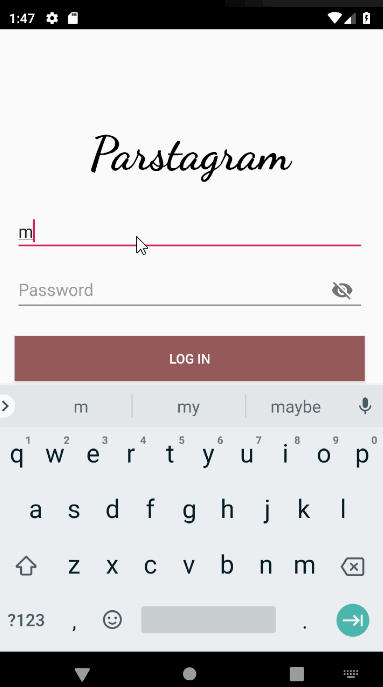 1:47
Parstagram
m
Password
LOG IN
m my maybe
1 2 3 4 5 6 7 8 9 0
q w e r t y u i o p
a s d f g h j k l
z x c v b n m
?123 , .